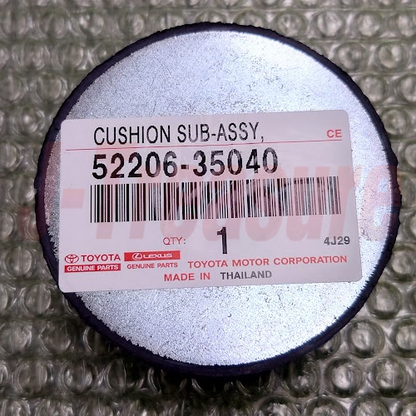 CUSHION SUB-ASSY, CE
52206-35040
QTY: 1 4J29
TOYOTA LEXUS
GENUINE PARTS GENUINE PARTS TOYOTA MOTOR CORPORATION
MADE IN THAILAND